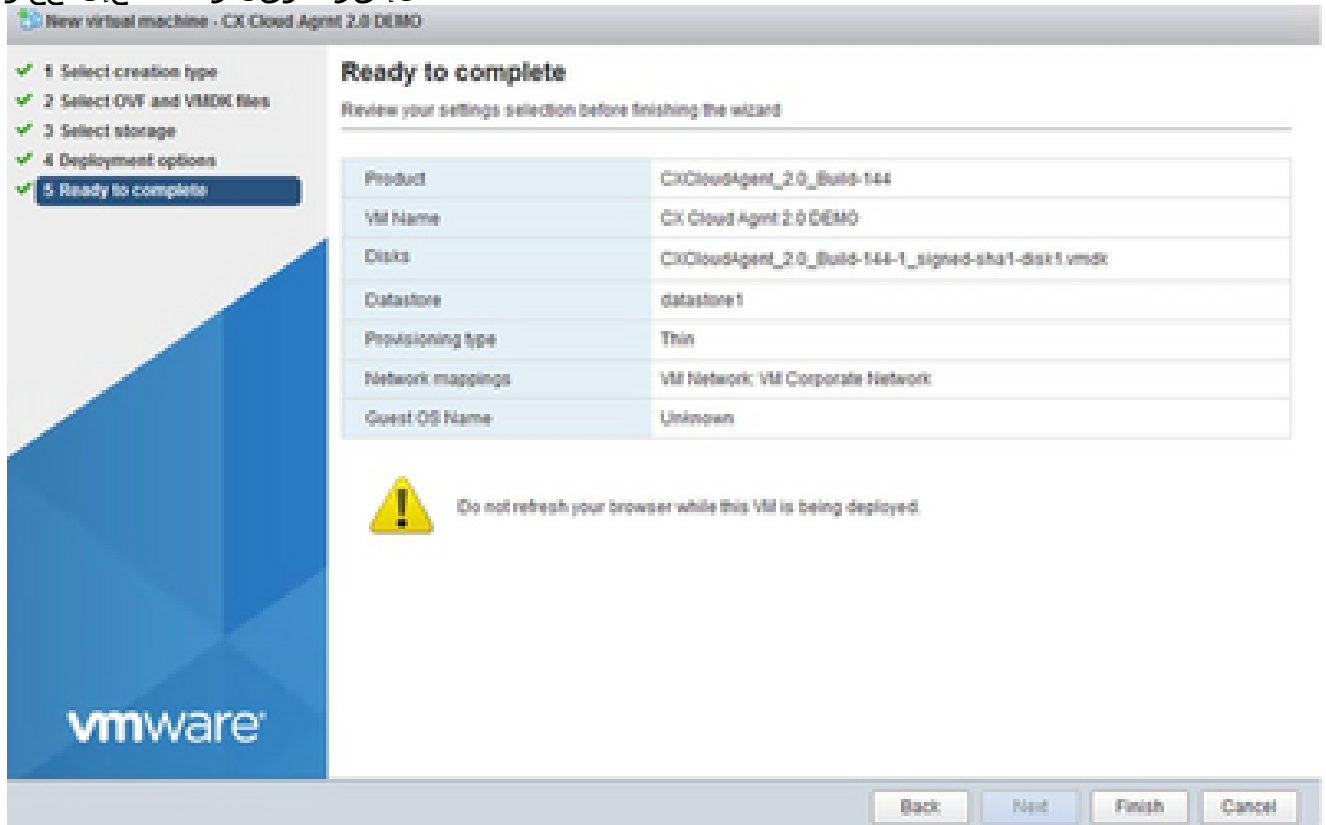 New virtual machine - CX Cloud Agmt 2.0 DEMO
1 Select creation type
2 Select OVF and VMDK files
3 Select storage
4 Deployment options
5 Ready to complete
Ready to complete
Review your settings selection before finishing the wizard
Product CXCloudAgent_2.0_Build-144
VM Name CX Cloud Agmt 2.0 DEMO
Disks CXCloudAgent_2.0_Build-144-1_signed-sha1-disk1.vmdk
Datastore datastore1
Provisioning type Thin
Network mappings VM Network: VM Corporate Network
Guest OS Name Unknown
Do not refresh your browser while this VM is being deployed.
vmware
Back Next Finish Cancel